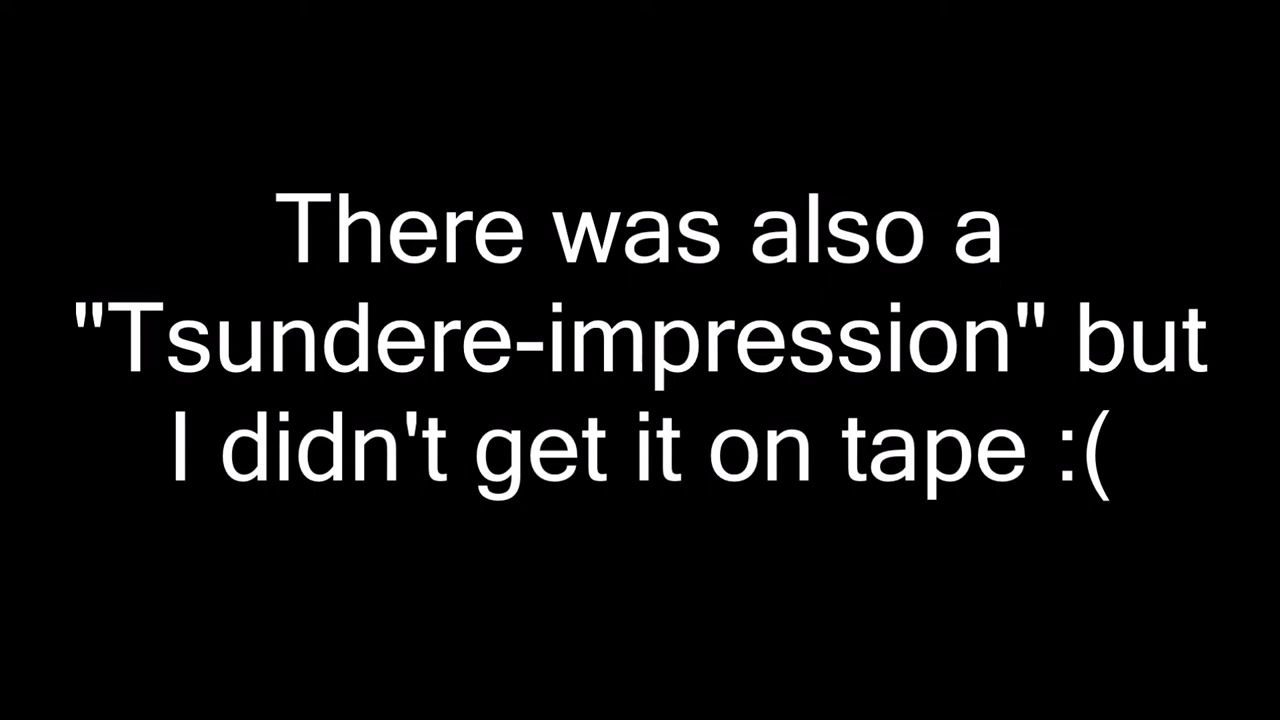 There was also a
"Tsundere-impression" but
I didn't get it on tape :(